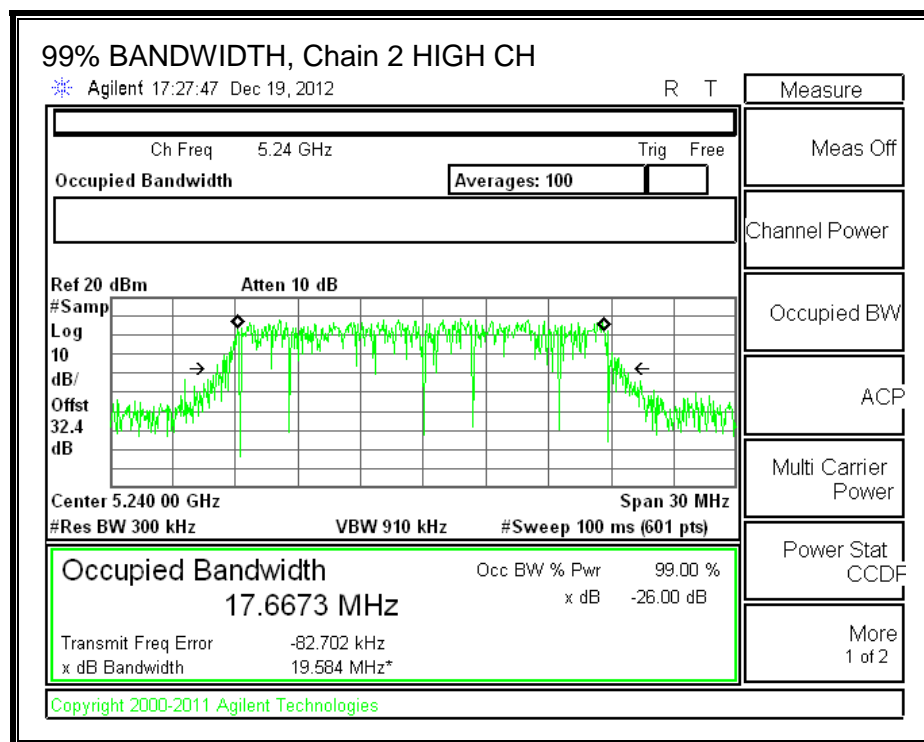 99% BANDWIDTH, Chain 2 HIGH CH
Agilent 17:27:47 Dec 19, 2012 R T
Measure
Meas Off
Channel Power
Occupied BW
ACP
Multi Carrier
Power
Power Stat
CCDF
More
1 of 2
Ch Freq 5.24 GHz Trig Free
Occupied Bandwidth Averages: 100
Ref 20 dBm Atten 10 dB
#Samp
Log
10
dB/
Offst
32.4
dB
Center 5.240 00 GHz Span 30 MHz
#Res BW 300 kHz VBW 910 kHz #Sweep 100 ms (601 pts)
Occupied Bandwidth Occ BW % Pwr 99.00 %
17.6673 MHz x dB -26.00 dB
Transmit Freq Error -82.702 kHz
x dB Bandwidth 19.584 MHz*
Copyright 2000-2011 Agilent Technologies